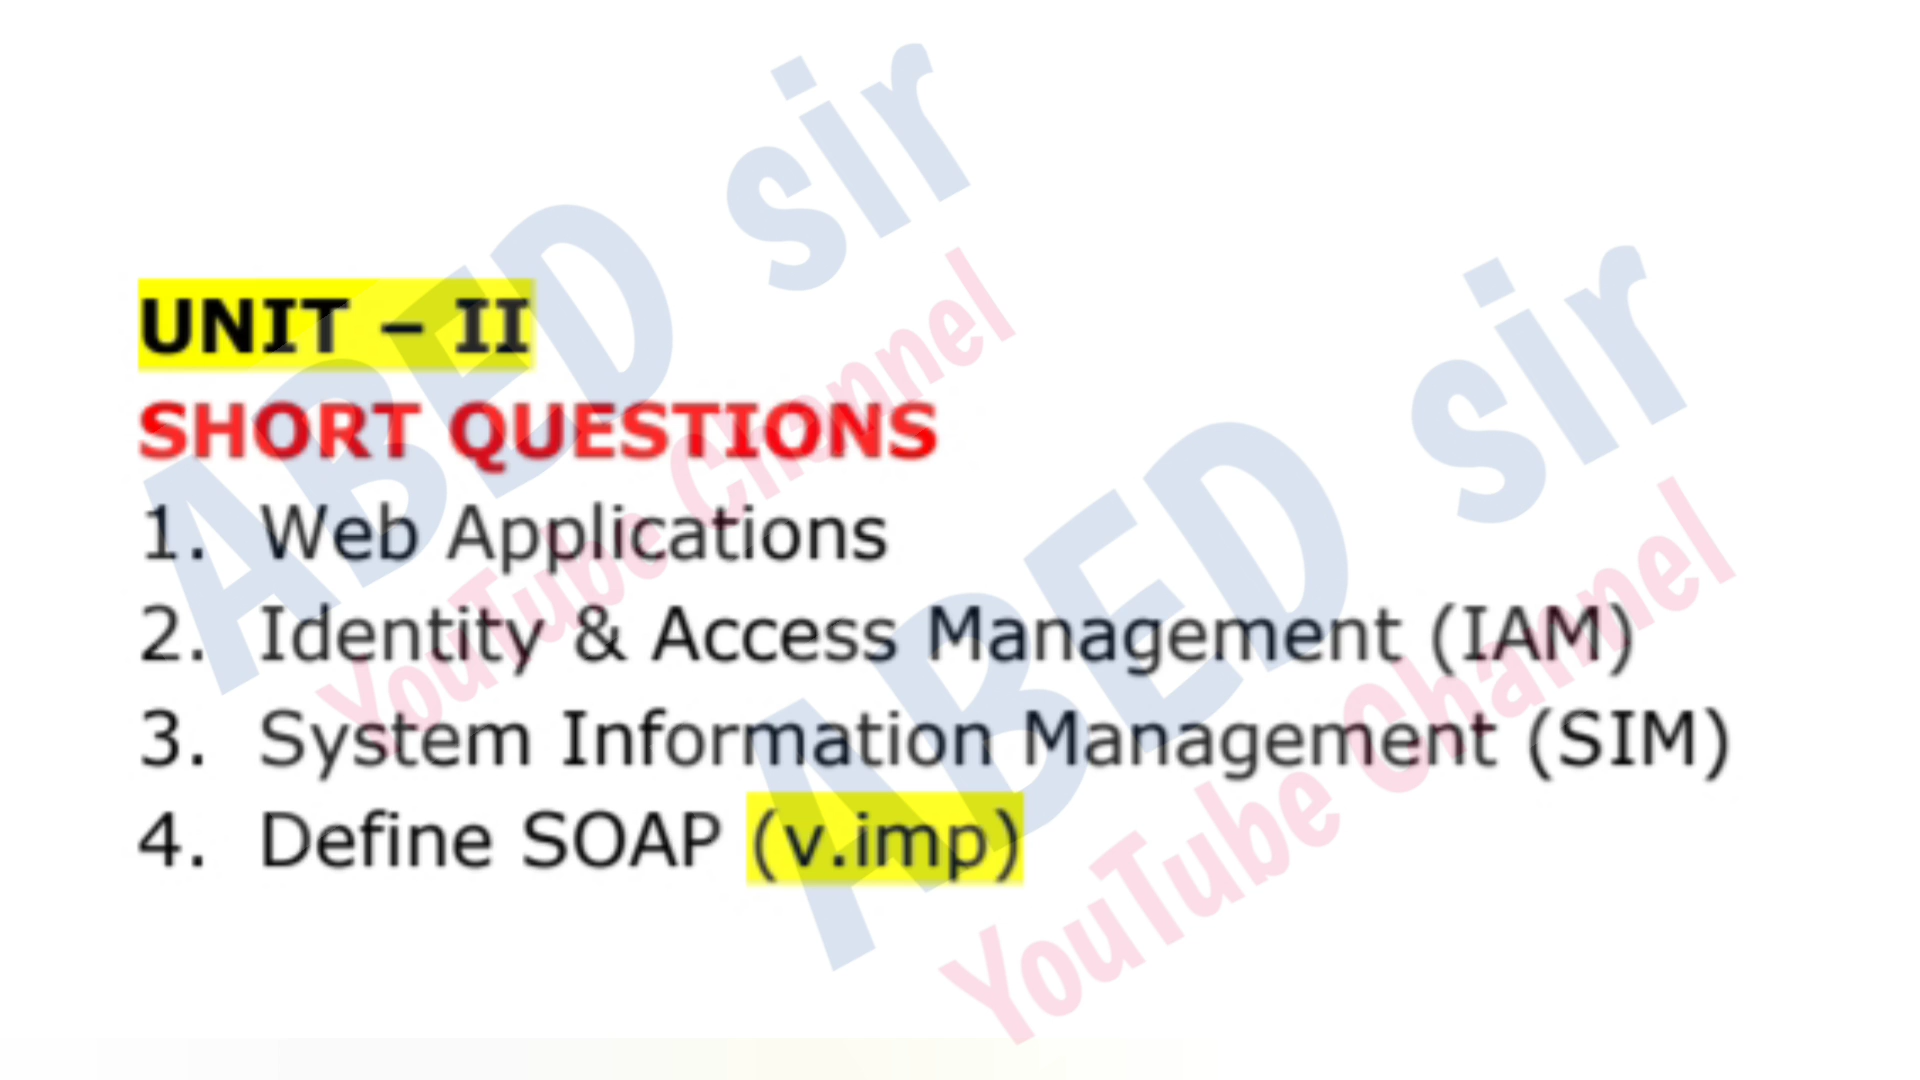 UNIT – II
SHORT QUESTIONS
1. Web Applications
2. Identity & Access Management (IAM)
3. System Information Management (SIM)
4. Define SOAP (v.imp)
ABED sir
YouTube Channel
ABED sir
YouTube Channel